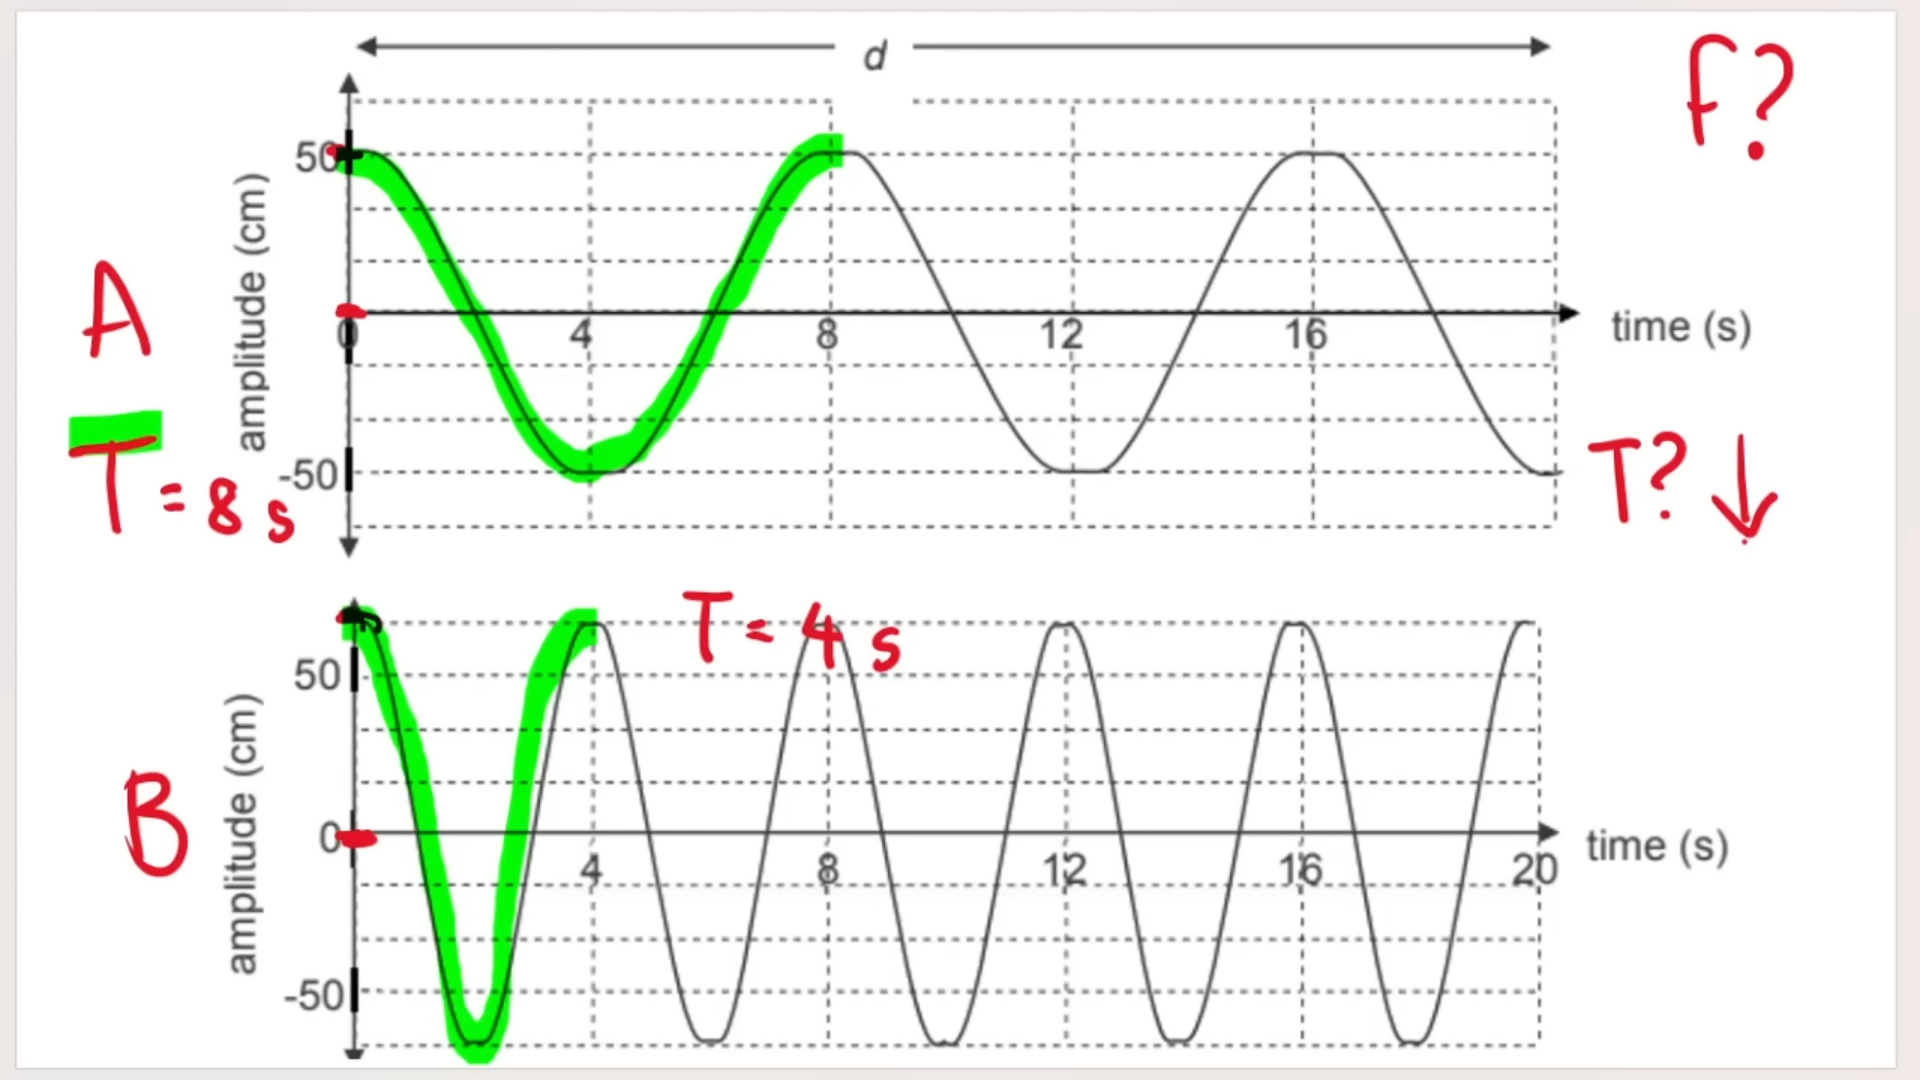 d
F?
50
amplitude (cm)
A
0 4 8 12 16
time (s)
T = 8 s
-50
T? ↓
T = 4 s
50
amplitude (cm)
B
0
4 8 12 16 20
time (s)
-50